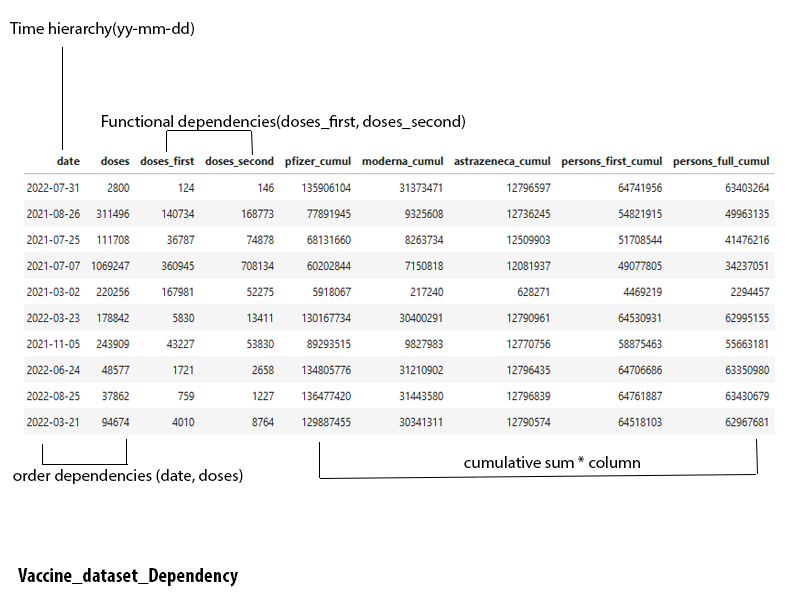 Time hierarchy(yy-mm-dd)
Functional dependencies(doses_first, doses_second)
date doses doses_first doses_second pfizer_cumul moderna_cumul astrazeneca_cumul persons_first_cumul persons_full_cumul
2022-07-31 2800 124 146 135906104 31373471 12796597 64741956 63403264
2021-08-26 311496 140734 168773 77891945 9325608 12736245 54821915 49963135
2021-07-25 111708 36787 74878 68131660 8263734 12509903 51708544 41476216
2021-07-07 1069247 360945 708134 60202844 7150818 12081937 49077805 34237051
2021-03-02 220256 167981 52275 5918067 217240 628271 4469219 2294457
2022-03-23 178842 5830 13411 130167734 30400291 12790961 64530931 62995155
2021-11-05 243909 43227 53830 89293515 9827983 12770756 58875463 55663181
2022-06-24 48577 1721 2658 134805776 31210902 12796435 64706686 63350980
2022-08-25 37862 759 1227 136477420 31443580 12796839 64761887 63430679
2022-03-21 94674 4010 8764 129887455 30341311 12790574 64518103 62967681
order dependencies (date, doses)
cumulative sum * column
Vaccine_dataset_Dependency